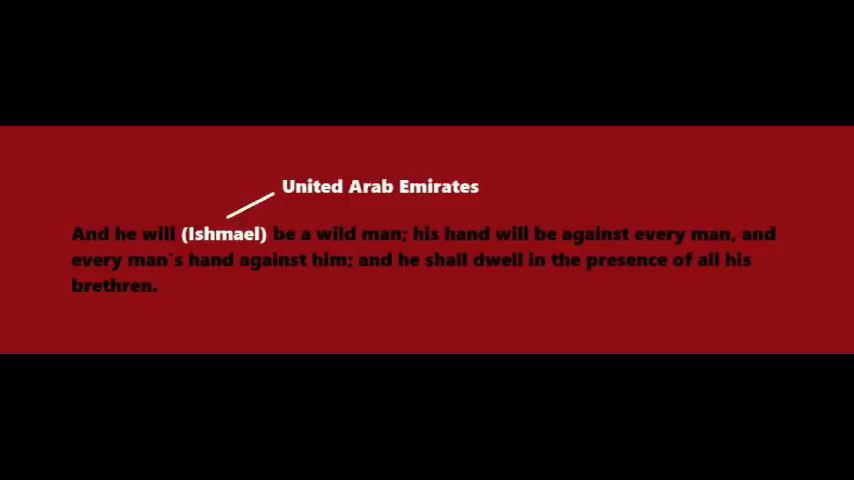 United Arab Emirates
And he will (Ishmael) be a wild man; his hand will be against every man, and
every man's hand against him; and he shall dwell in the presence of all his
brethren.